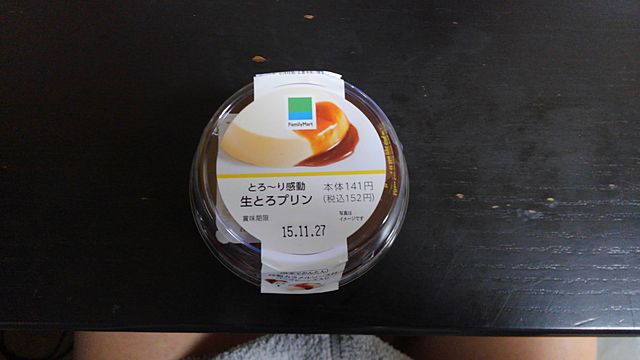 FamilyMart
とろ〜り感動
生とろプリン
本体141円
(税込152円)
賞味期限
15.11.27
写真は
イメージです